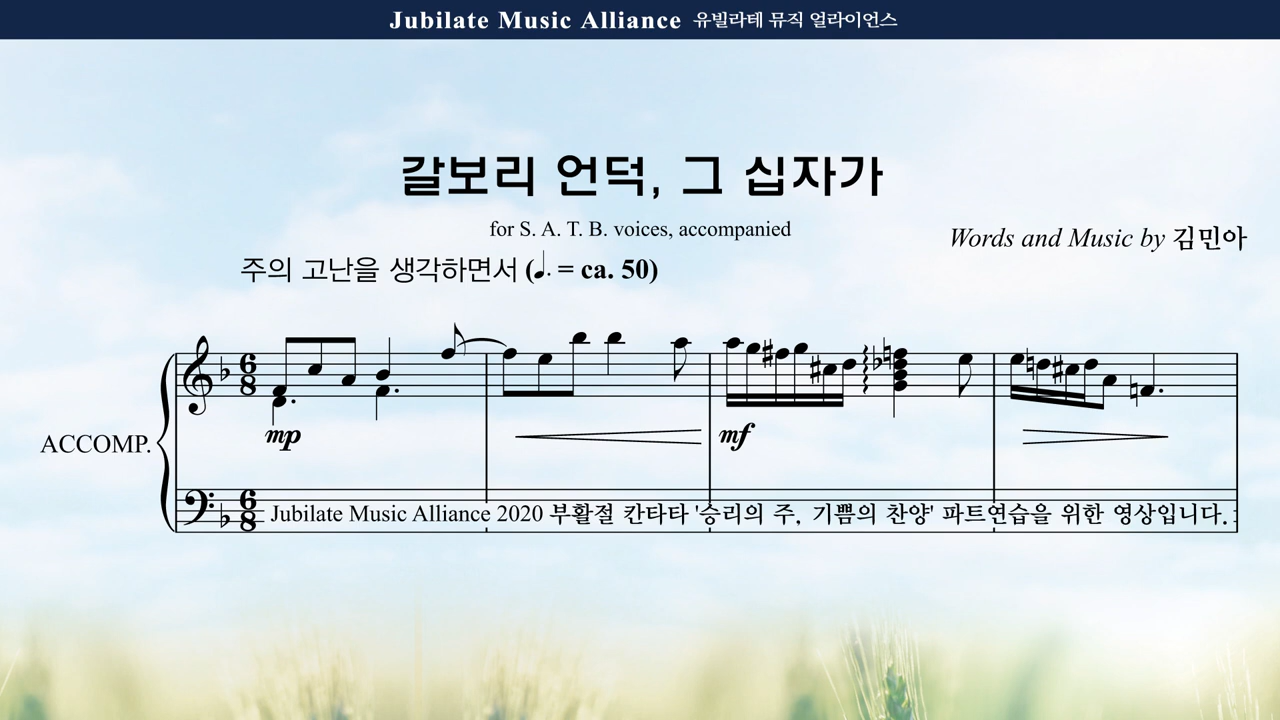 Jubilate Music Alliance 유빌라테 뮤직 얼라이언스
갈보리 언덕, 그 십자가
for S. A. T. B. voices, accompanied
Words and Music by 김민아
주의 고난을 생각하면서 (♩. = ca. 50)
6 8
mp
mf
ACCOMP.
6 8
Jubilate Music Alliance 2020 부활절 칸타타 '승리의 주, 기쁨의 찬양' 파트연습을 위한 영상입니다.